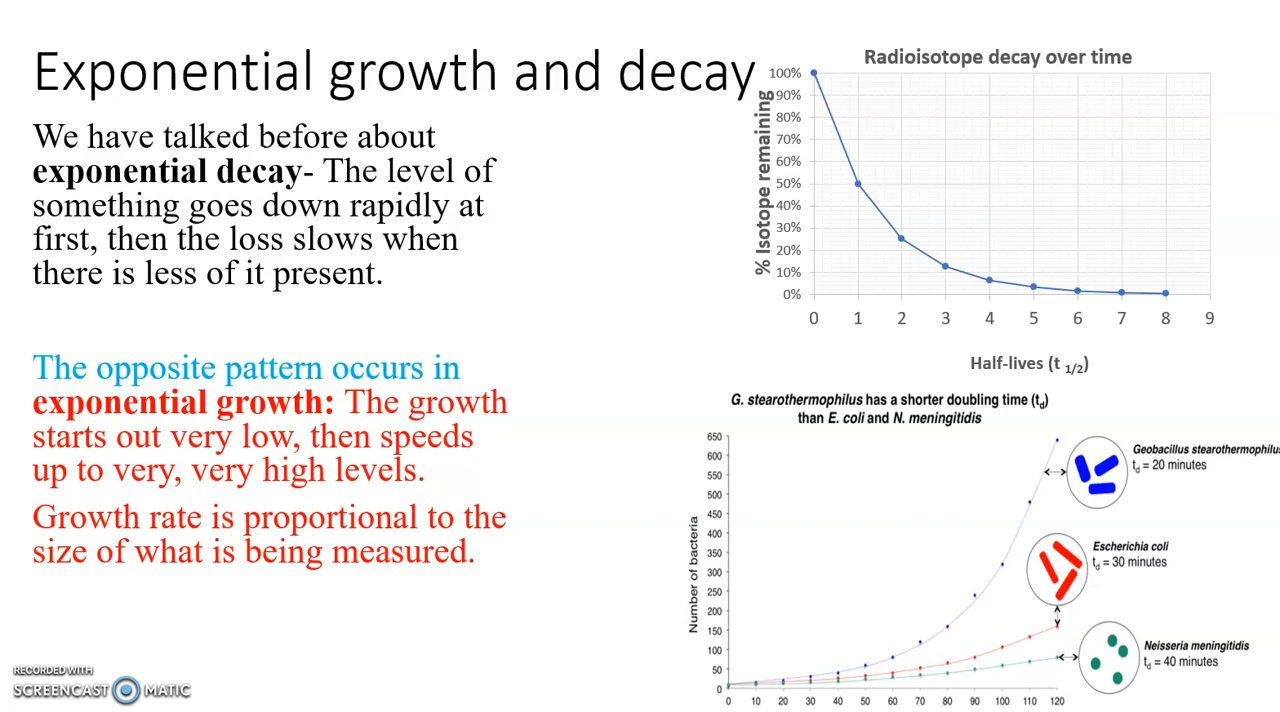 Exponential growth and decay
We have talked before about
exponential decay- The level of
something goes down rapidly at
first, then the loss slows when
there is less of it present.
The opposite pattern occurs in
exponential growth: The growth
starts out very low, then speeds
up to very, very high levels.
Growth rate is proportional to the
size of what is being measured.
RECORDED WITH
SCREENCAST MATIC
Radioisotope decay over time
% Isotope remaining
100%
90%
80%
70%
60%
50%
40%
30%
20%
10%
0%
0 1 2 3 4 5 6 7 8 9
Half-lives (t 1/2)
G. stearothermophilus has a shorter doubling time (td)
than E. coli and N. meningitidis
Number of bacteria
650
600
550
500
450
400
350
300
250
200
150
100
50
0
0 10 20 30 40 50 60 70 80 90 100 110 120
Geobacillus stearothermophilus
td = 20 minutes
Escherichia coli
td = 30 minutes
Neisseria meningitidis
td = 40 minutes